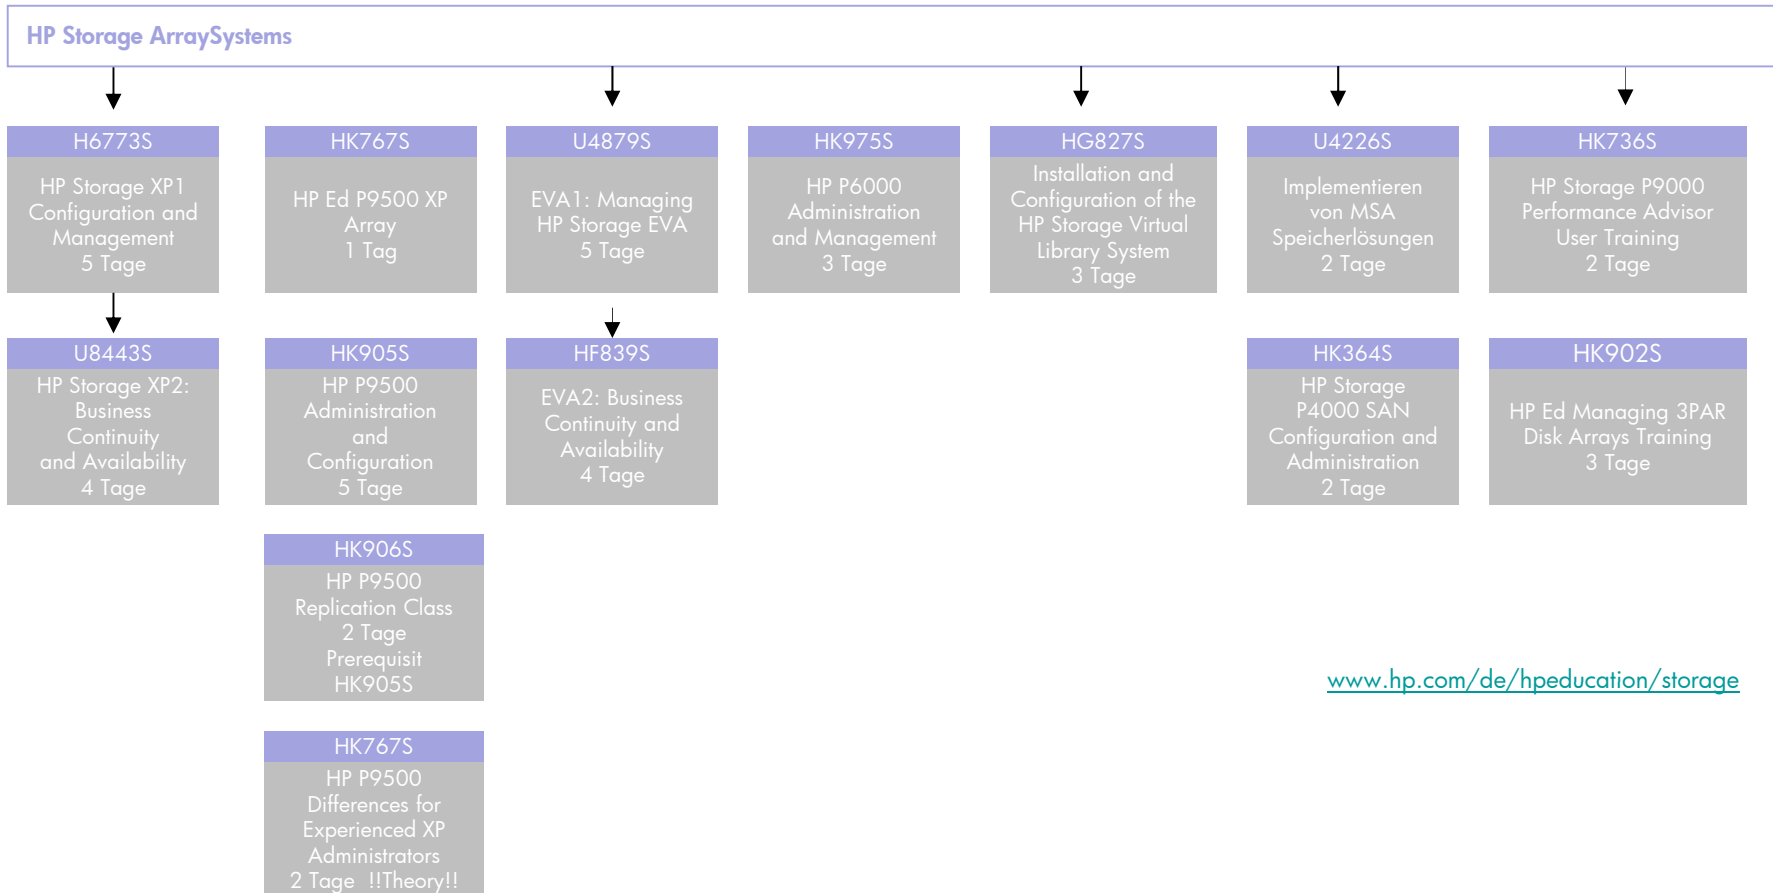 HP Storage ArraySystems
H6773S
HP Storage XP1
Configuration and
Management
5 Tage
HK767S
HP Ed P9500 XP
Array
1 Tag
U4879S
EVA1: Managing
HP Storage EVA
5 Tage
HK975S
HP P6000
Administration
and Management
3 Tage
HG827S
Installation and
Configuration of the
HP Storage Virtual
Library System
3 Tage
U4226S
Implementieren
von MSA
Speicherlösungen
2 Tage
HK736S
HP Storage P9000
Performance Advisor
User Training
2 Tage
U8443S
HP Storage XP2:
Business
Continuity
and Availability
4 Tage
HK905S
HP P9500
Administration
and
Configuration
5 Tage
HF839S
EVA2: Business
Continuity and
Availability
4 Tage
HK364S
HP Storage
P4000 SAN
Configuration and
Administration
2 Tage
HK902S
HP Ed Managing 3PAR
Disk Arrays Training
3 Tage
HK906S
HP P9500
Replication Class
2 Tage
Prerequisit
HK905S
www.hp.com/de/hpeducation/storage
HK767S
HP P9500
Differences for
Experienced XP
Administrators
2 Tage !!Theory!!